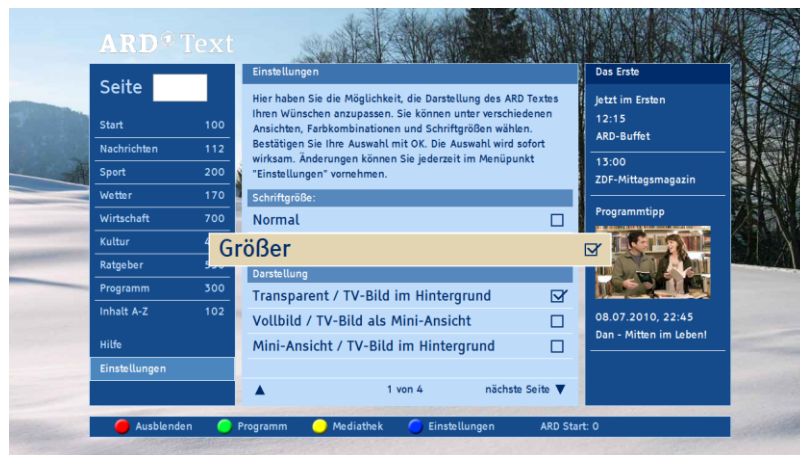 ARD Text
Seite
Start 100
Nachrichten 112
Sport 200
Wetter 170
Wirtschaft 700
Kultur
Ratgeber
Programm 300
Inhalt A-Z 102
Hilfe
Einstellungen
Einstellungen
Hier haben Sie die Möglichkeit, die Darstellung des ARD Textes
Ihren Wünschen anzupassen. Sie können unter verschiedenen
Ansichten, Farbkombinationen und Schriftgrößen wählen.
Bestätigen Sie Ihre Auswahl mit OK. Die Auswahl wird sofort
wirksam. Änderungen können Sie jederzeit im Menüpunkt
"Einstellungen" vornehmen.
Schriftgröße:
Normal
Größer
Darstellung
Transparent / TV-Bild im Hintergrund
Vollbild / TV-Bild als Mini-Ansicht
Mini-Ansicht / TV-Bild im Hintergrund
1 von 4 nächste Seite
Das Erste
Jetzt im Ersten
12:15
ARD-Buffet
13:00
ZDF-Mittagsmagazin
Programmtipp
08.07.2010, 22:45
Dan - Mitten im Leben!
Ausblenden Programm Mediathek Einstellungen ARD Start: 0